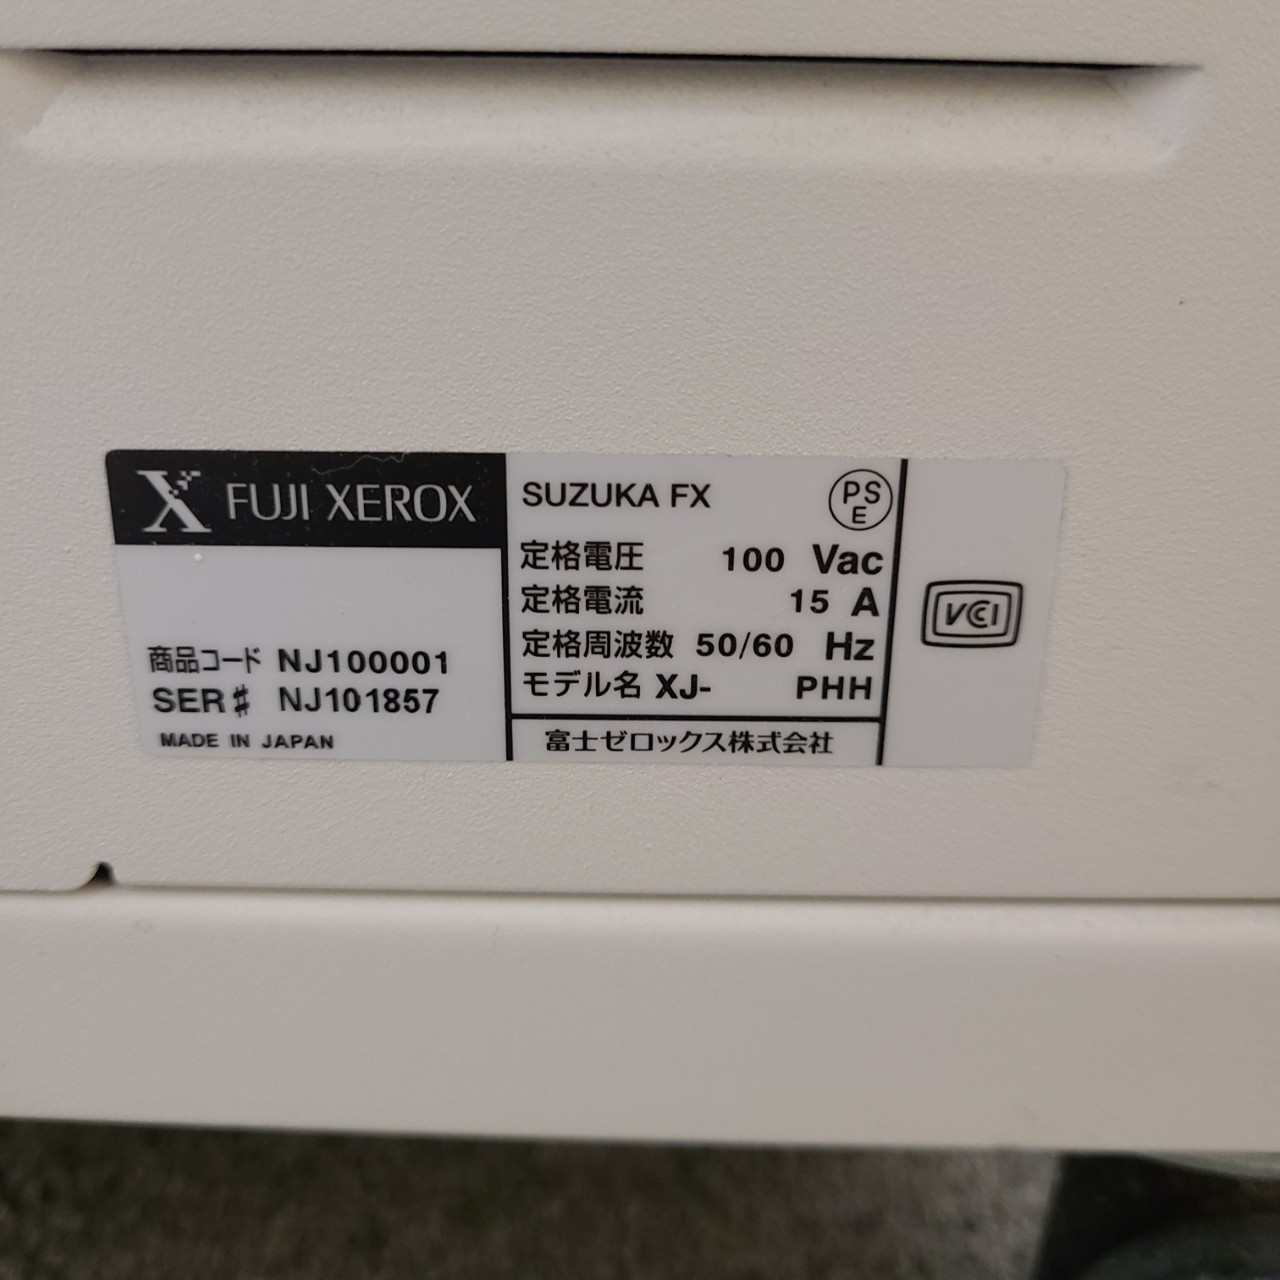 FUJI XEROX
商品コード NJ100001
SER# NJ101857
MADE IN JAPAN
SUZUKA FX
PS
E
定格電圧 100 Vac
定格電流 15 A
定格周波数 50/60 Hz
モデル名 XJ- PHH
富士ゼロックス株式会社
VCCI